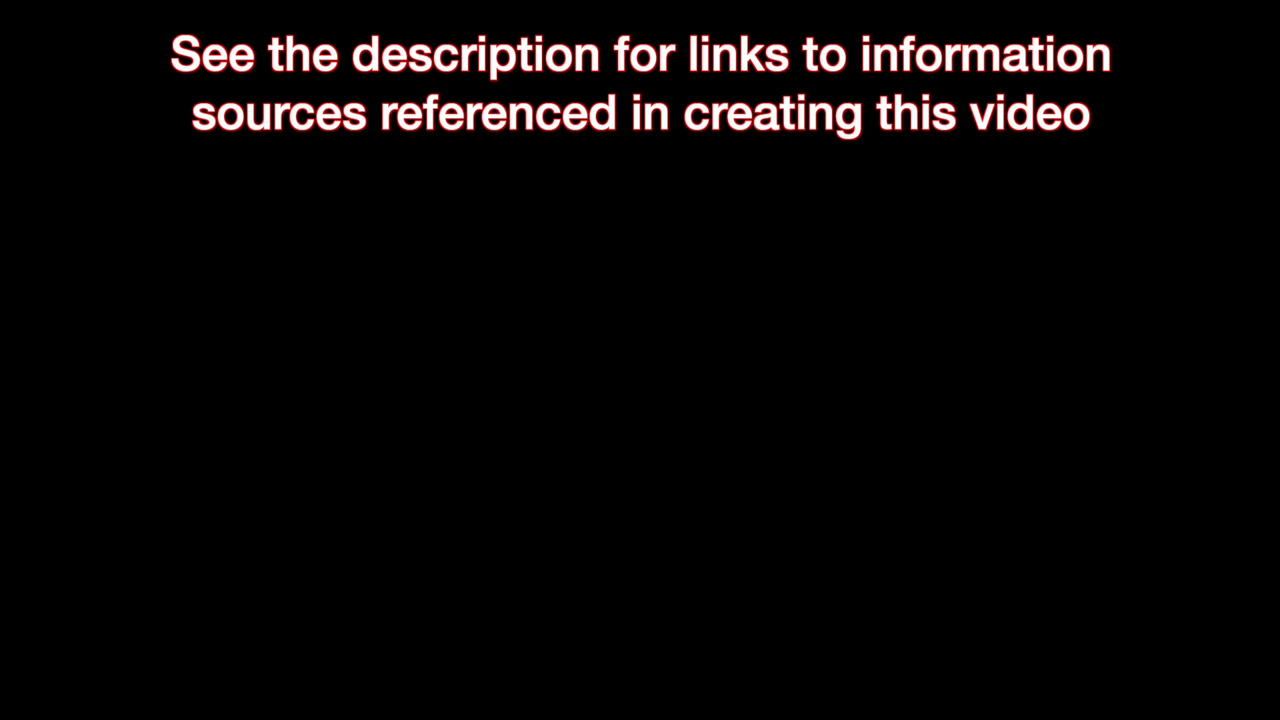 See the description for links to information
sources referenced in creating this video